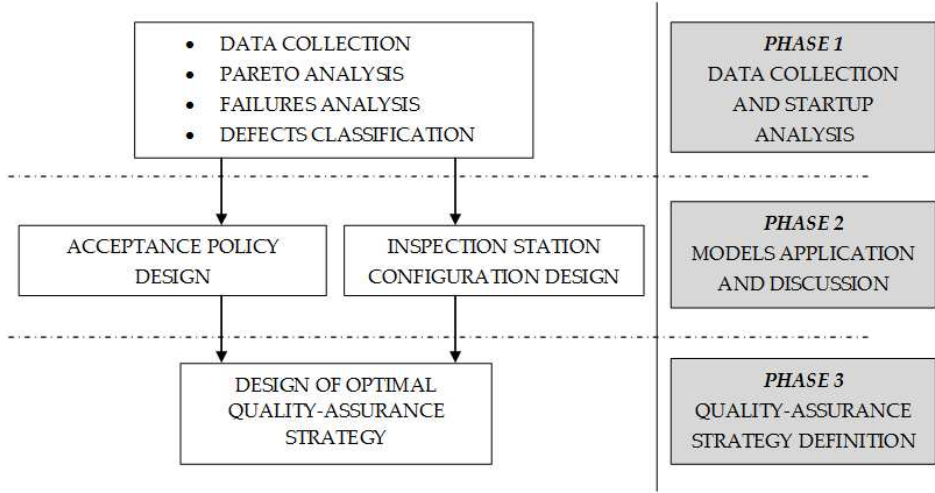 • DATA COLLECTION
• PARETO ANALYSIS
• FAILURES ANALYSIS
• DEFECTS CLASSIFICATION
PHASE 1
DATA COLLECTION
AND STARTUP
ANALYSIS
ACCEPTANCE POLICY
DESIGN
INSPECTION STATION
CONFIGURATION DESIGN
PHASE 2
MODELS APPLICATION
AND DISCUSSION
DESIGN OF OPTIMAL
QUALITY-ASSURANCE
STRATEGY
PHASE 3
QUALITY-ASSURANCE
STRATEGY DEFINITION